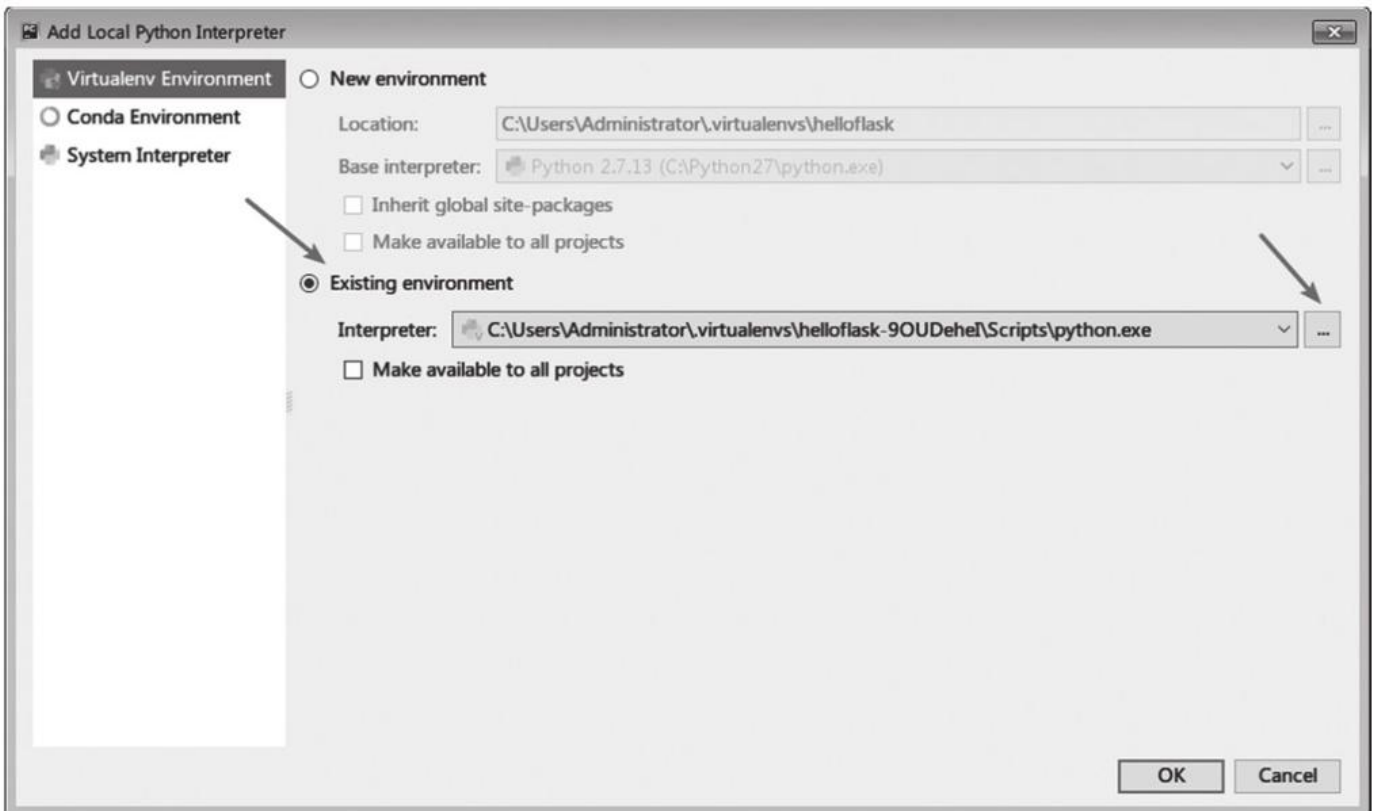 Add Local Python Interpreter
Virtualenv Environment
Conda Environment
System Interpreter
New environment
Location: C:\Users\Administrator\.virtualenvs\helloflask ...
Base interpreter: Python 2.7.13 (C:\Python27\python.exe) ...
Inherit global site-packages
Make available to all projects
Existing environment
Interpreter: C:\Users\Administrator\.virtualenvs\helloflask-9OUDeheI\Scripts\python.exe ...
Make available to all projects
OK Cancel